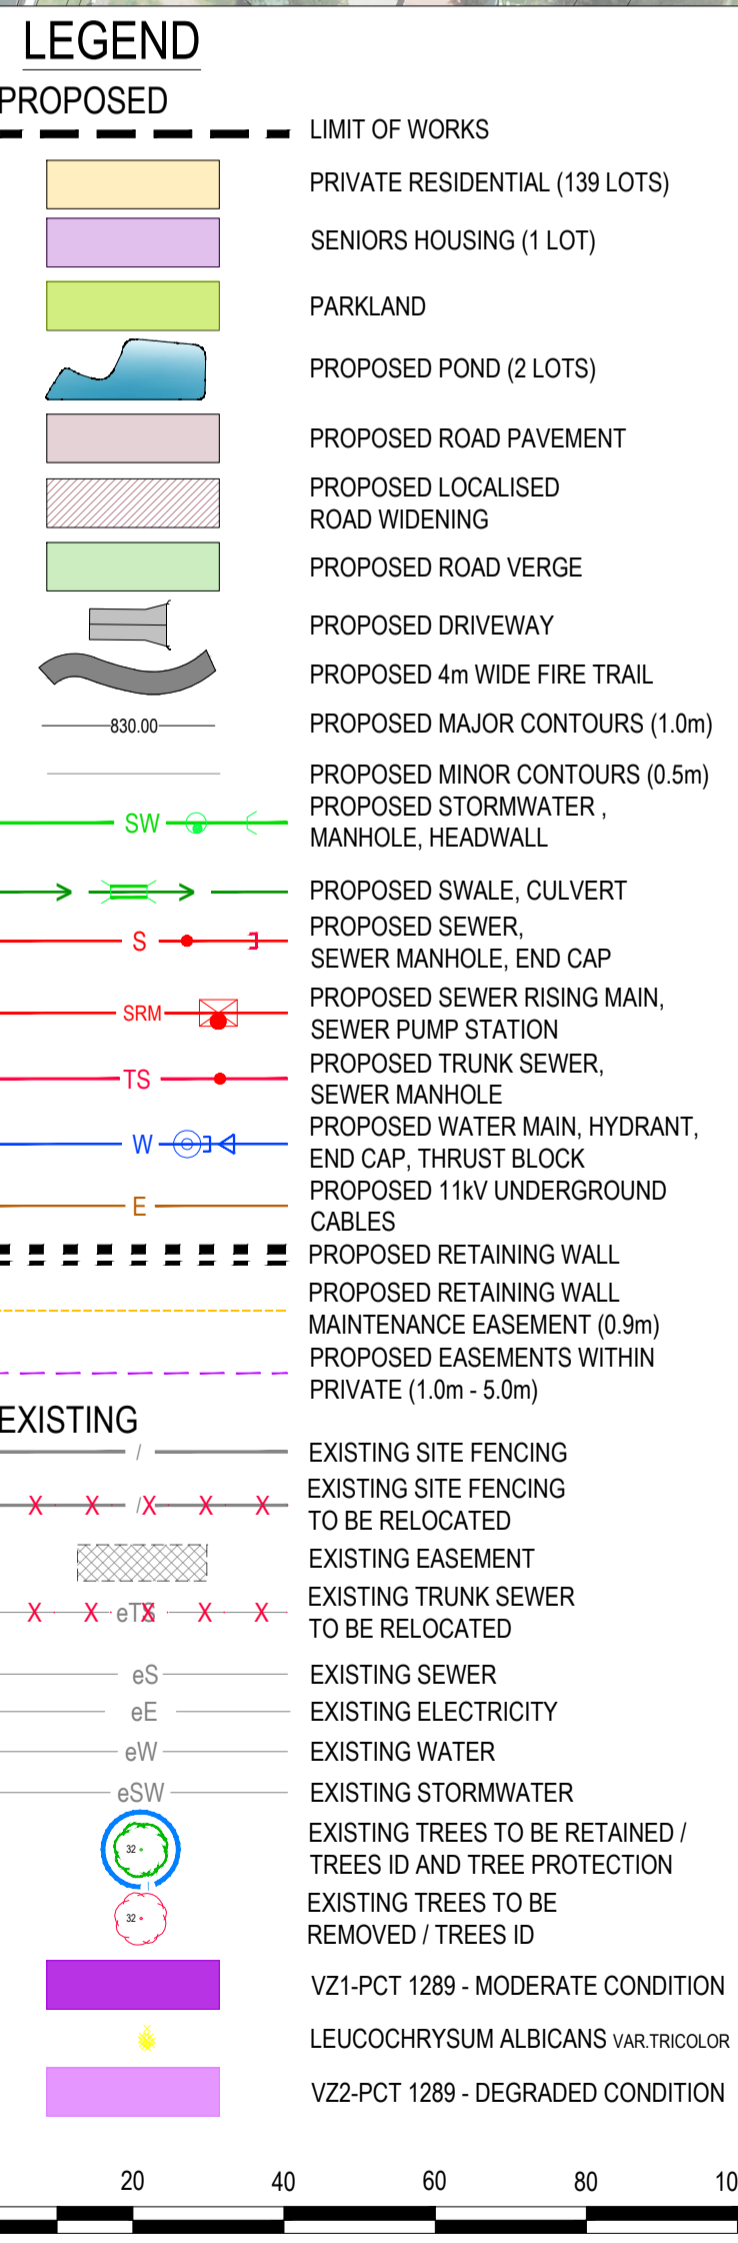 LEGEND
PROPOSED
LIMIT OF WORKS
PRIVATE RESIDENTIAL (139 LOTS)
SENIORS HOUSING (1 LOT)
PARKLAND
PROPOSED POND (2 LOTS)
PROPOSED ROAD PAVEMENT
PROPOSED LOCALISED
ROAD WIDENING
PROPOSED ROAD VERGE
PROPOSED DRIVEWAY
PROPOSED 4m WIDE FIRE TRAIL
830.00 PROPOSED MAJOR CONTOURS (1.0m)
PROPOSED MINOR CONTOURS (0.5m)
SW PROPOSED STORMWATER ,
MANHOLE, HEADWALL
PROPOSED SWALE, CULVERT
S PROPOSED SEWER,
SEWER MANHOLE, END CAP
SRM PROPOSED SEWER RISING MAIN,
SEWER PUMP STATION
TS PROPOSED TRUNK SEWER,
SEWER MANHOLE
W PROPOSED WATER MAIN, HYDRANT,
END CAP, THRUST BLOCK
E PROPOSED 11kV UNDERGROUND
CABLES
PROPOSED RETAINING WALL
PROPOSED RETAINING WALL
MAINTENANCE EASEMENT (0.9m)
PROPOSED EASEMENTS WITHIN
PRIVATE (1.0m - 5.0m)
EXISTING
/ EXISTING SITE FENCING
X X / X X X EXISTING SITE FENCING
TO BE RELOCATED
EXISTING EASEMENT
X X eTS X X X EXISTING TRUNK SEWER
TO BE RELOCATED
eS EXISTING SEWER
eE EXISTING ELECTRICITY
eW EXISTING WATER
eSW EXISTING STORMWATER
32 EXISTING TREES TO BE RETAINED /
TREES ID AND TREE PROTECTION
32 EXISTING TREES TO BE
REMOVED / TREES ID
VZ1-PCT 1289 - MODERATE CONDITION
LEUCOCHRYSUM ALBICANS VAR.TRICOLOR
VZ2-PCT 1289 - DEGRADED CONDITION
20 40 60 80 10